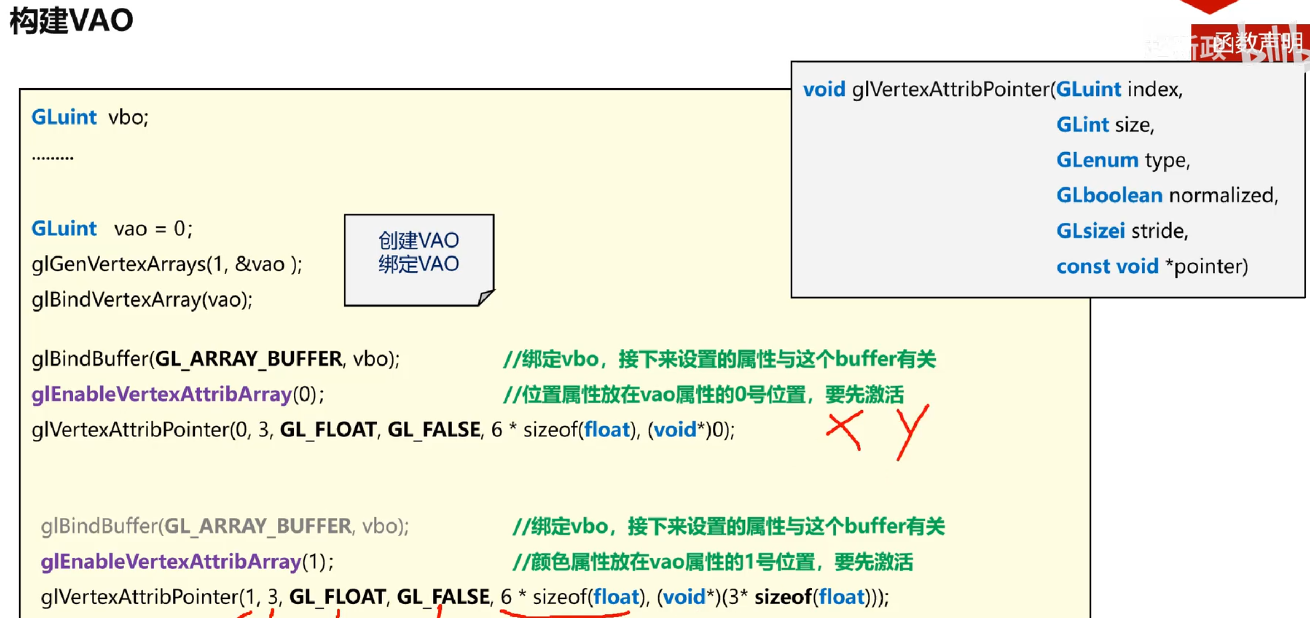 构建VAO
函数声明
void glVertexAttribPointer(GLuint index,
GLint size,
GLenum type,
GLboolean normalized,
GLsizei stride,
const void *pointer)
GLuint vbo;
.........
GLuint vao = 0;
glGenVertexArrays(1, &vao );
glBindVertexArray(vao);
创建VAO
绑定VAO
glBindBuffer(GL_ARRAY_BUFFER, vbo); //绑定vbo，接下来设置的属性与这个buffer有关
glEnableVertexAttribArray(0); //位置属性放在vao属性的0号位置，要先激活
glVertexAttribPointer(0, 3, GL_FLOAT, GL_FALSE, 6 * sizeof(float), (void*)0);
x y
glBindBuffer(GL_ARRAY_BUFFER, vbo); //绑定vbo，接下来设置的属性与这个buffer有关
glEnableVertexAttribArray(1); //颜色属性放在vao属性的1号位置，要先激活
glVertexAttribPointer(1, 3, GL_FLOAT, GL_FALSE, 6 * sizeof(float), (void*)(3* sizeof(float)));